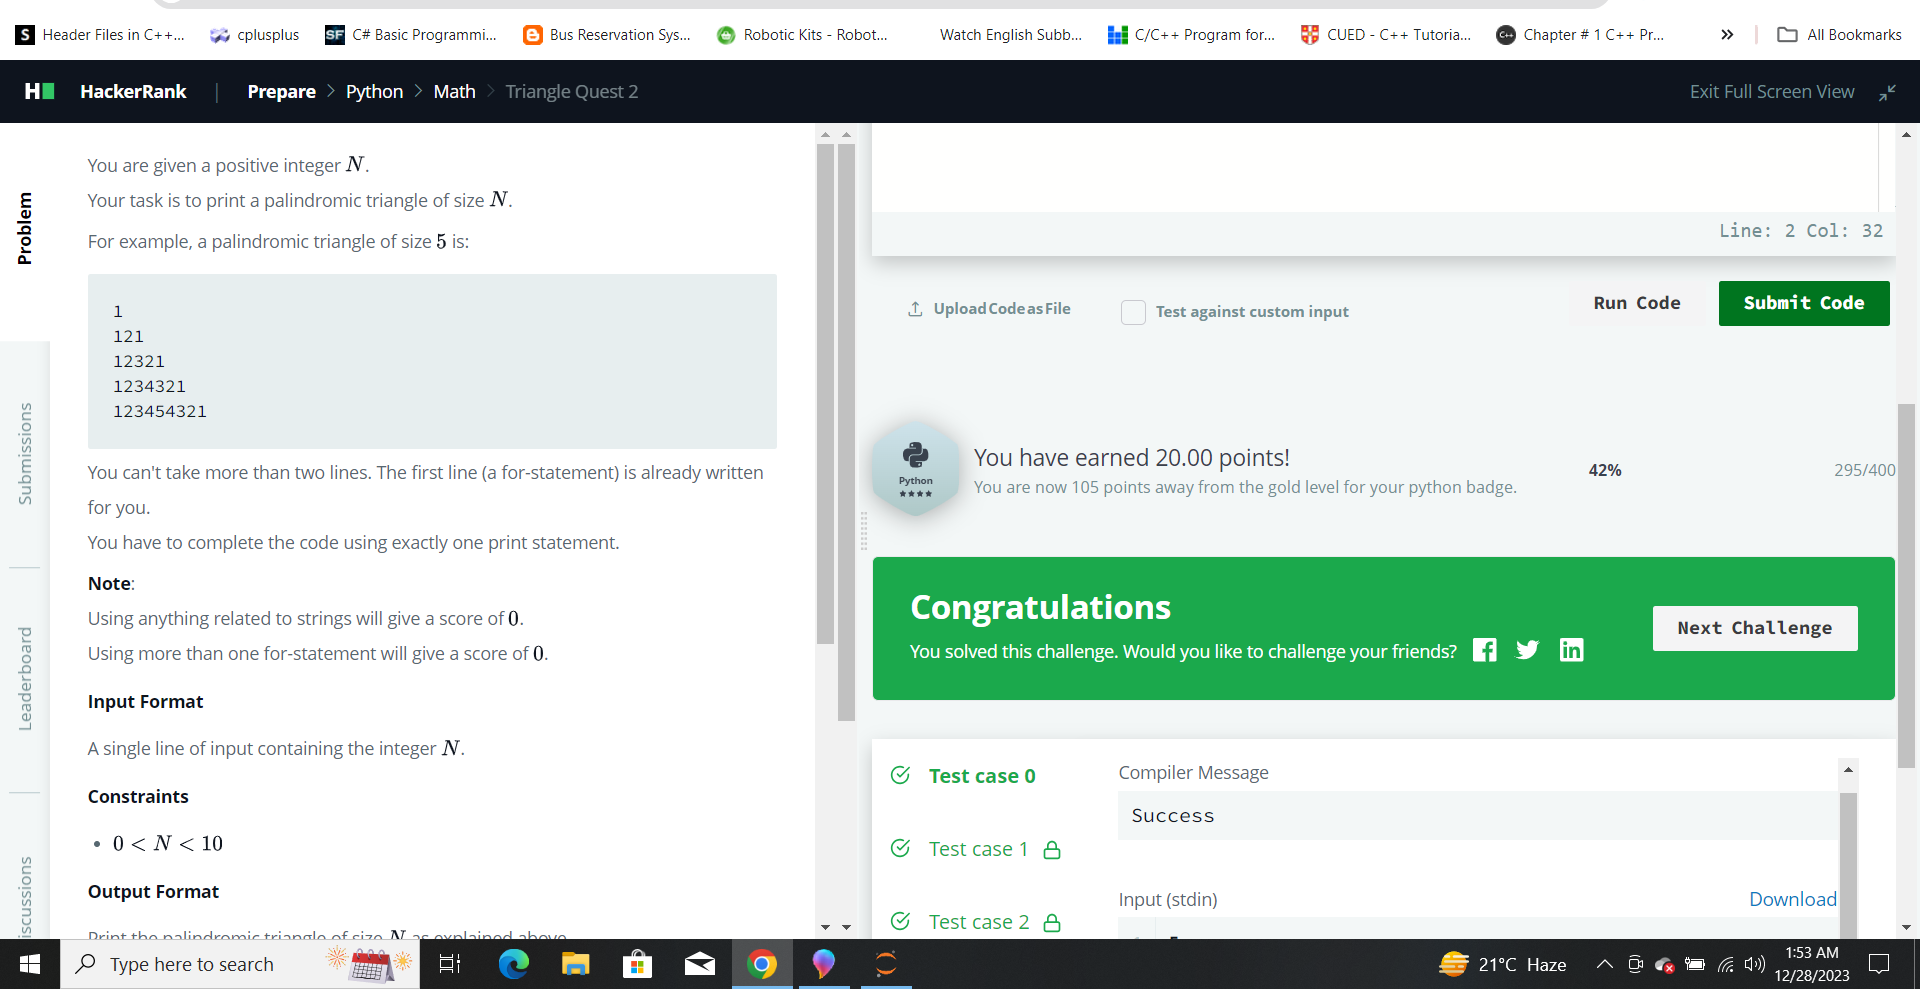 S Header Files in C++...
cplusplus
SF C# Basic Programmi...
Bus Reservation Sys...
Robotic Kits - Robot...
Watch English Subb...
C/C++ Program for...
CUED - C++ Tutoria...
C++ Chapter # 1 C++ Pr...
»
All Bookmarks
H HackerRank | Prepare > Python > Math > Triangle Quest 2
Exit Full Screen View
Problem
Submissions
Leaderboard
You are given a positive integer N.
Your task is to print a palindromic triangle of size N.
For example, a palindromic triangle of size 5 is:
1
121
12321
1234321
123454321
You can't take more than two lines. The first line (a for-statement) is already written
for you.
You have to complete the code using exactly one print statement.
Note:
Using anything related to strings will give a score of 0.
Using more than one for-statement will give a score of 0.
Input Format
A single line of input containing the integer N.
Constraints
• 0 < N < 10
Output Format
Print the palindromic triangle of size N as explained above.
Line: 2 Col: 32
Upload Code as File
Test against custom input
Run Code
Submit Code
Python
You have earned 20.00 points!
You are now 105 points away from the gold level for your python badge.
42%
295/400
Congratulations
You solved this challenge. Would you like to challenge your friends?
Next Challenge
Test case 0
Test case 1
Test case 2
Compiler Message
Success
Input (stdin)
Download
Type here to search
21°C Haze
1:53 AM
12/28/2023